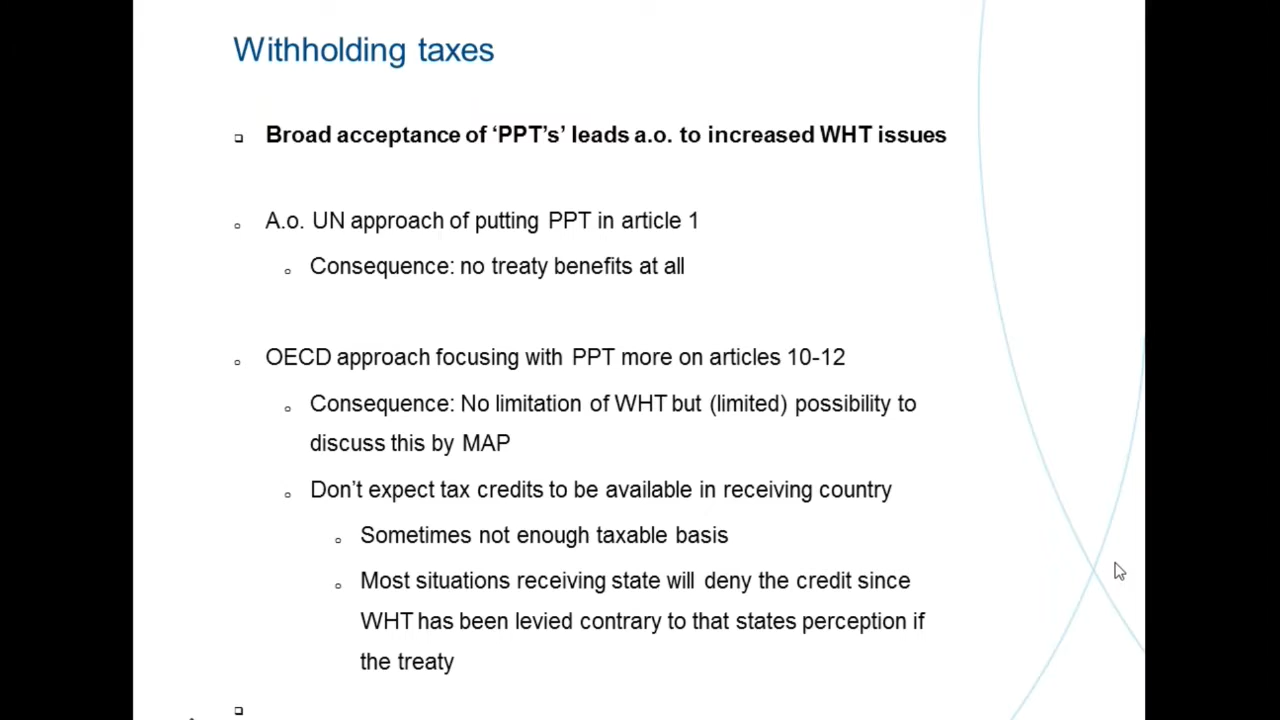 Withholding taxes
Broad acceptance of ‘PPT’s’ leads a.o. to increased WHT issues
A.o. UN approach of putting PPT in article 1
Consequence: no treaty benefits at all
OECD approach focusing with PPT more on articles 10-12
Consequence: No limitation of WHT but (limited) possibility to
discuss this by MAP
Don’t expect tax credits to be available in receiving country
Sometimes not enough taxable basis
Most situations receiving state will deny the credit since
WHT has been levied contrary to that states perception if
the treaty